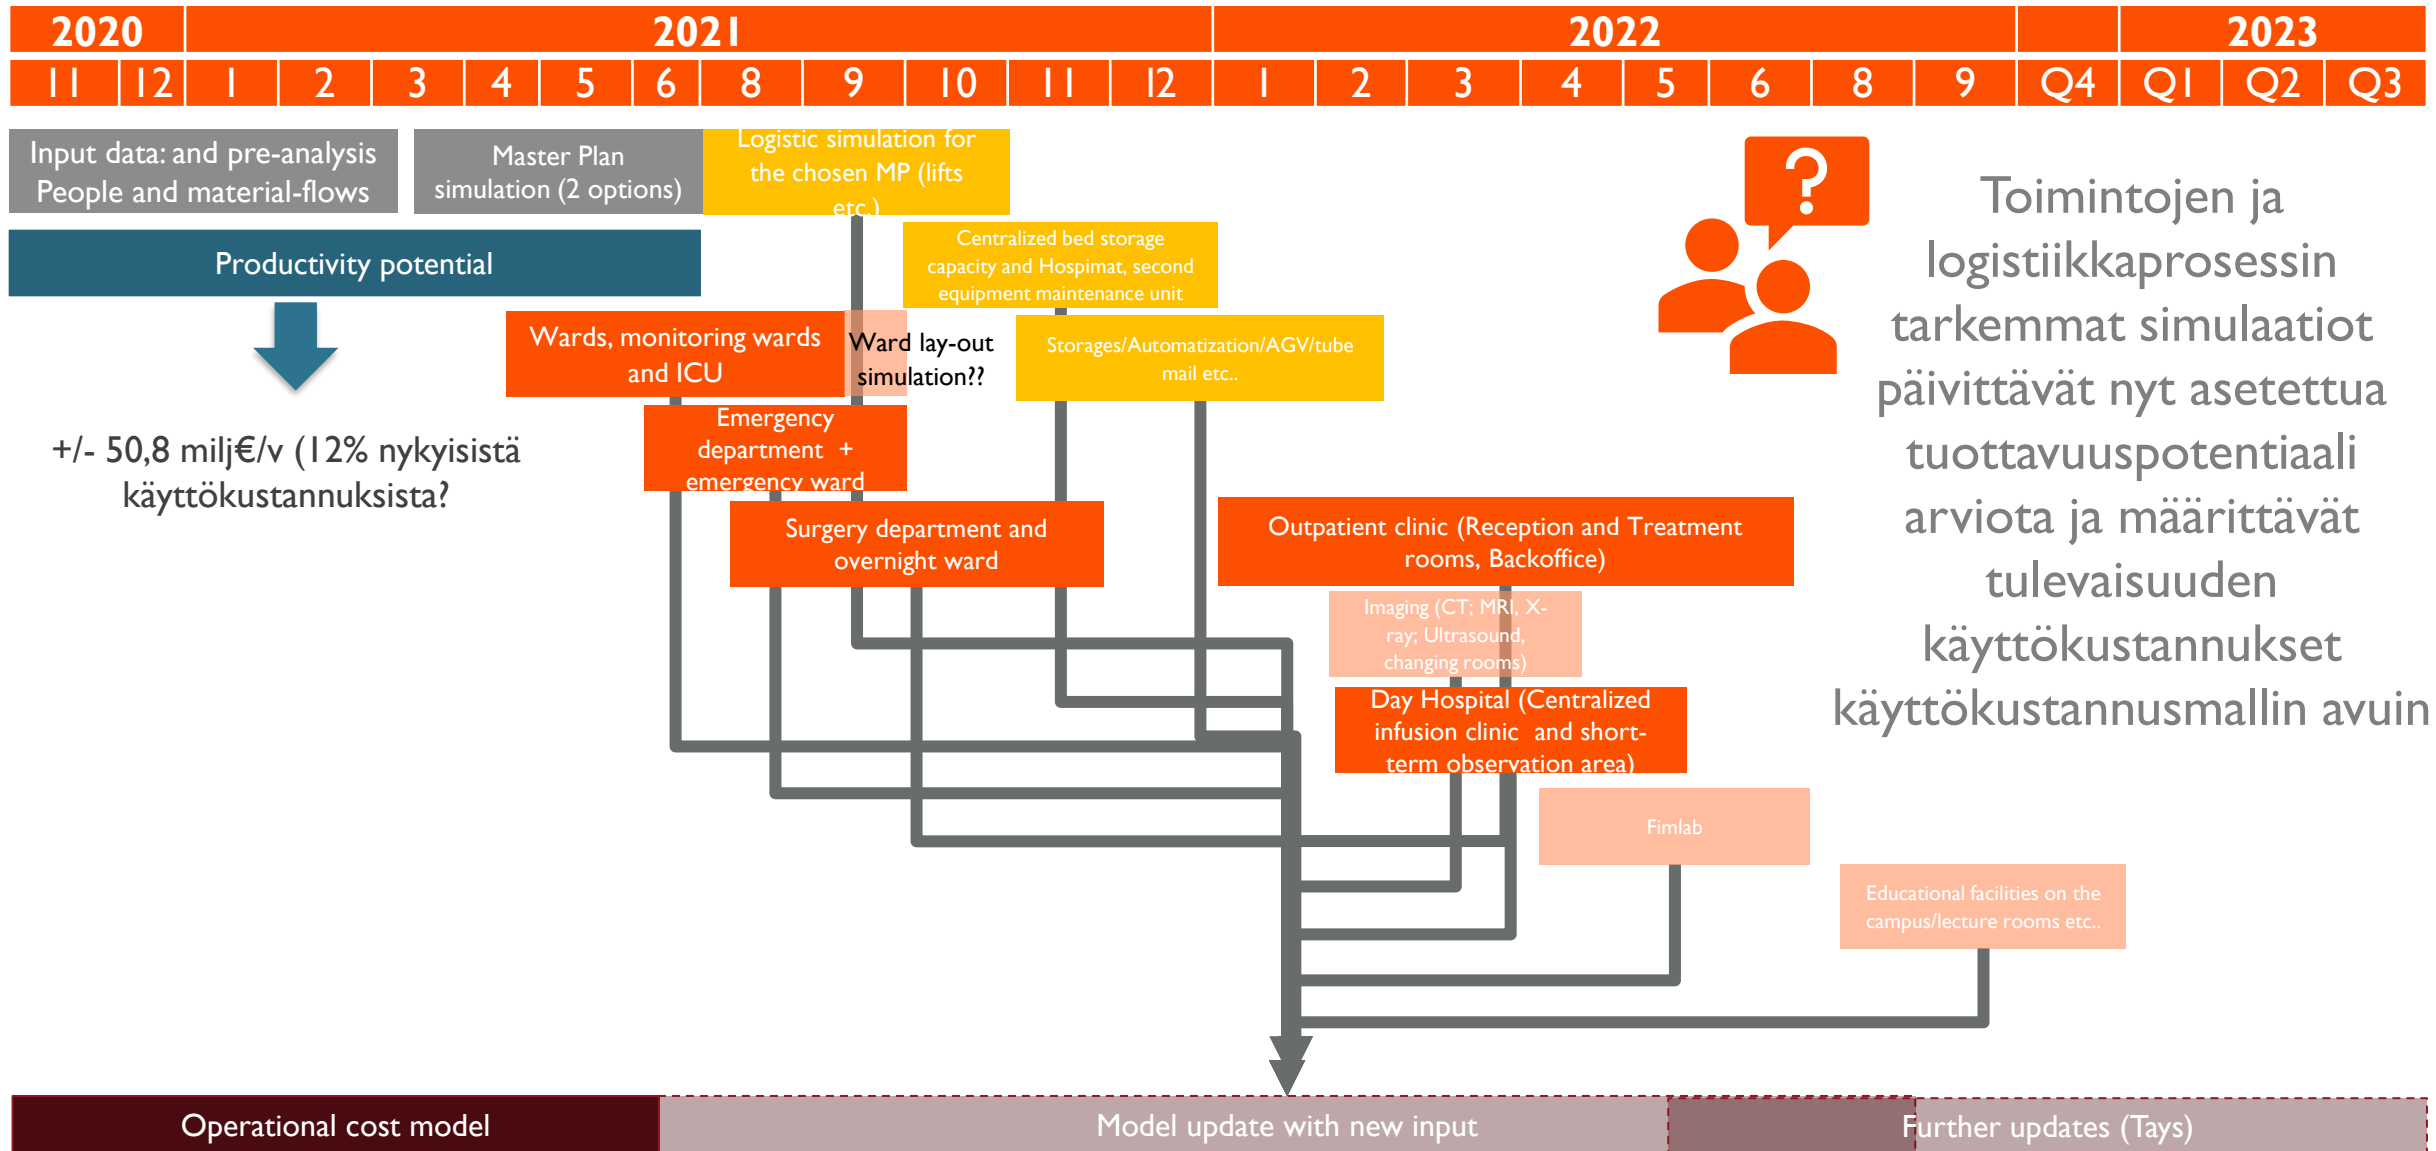 2020 2021 2022 2023
11 12 1 2 3 4 5 6 8 9 10 11 12 1 2 3 4 5 6 8 9 Q4 Q1 Q2 Q3
Input data: and pre-analysis
People and material-flows
Master Plan
simulation (2 options)
Logistic simulation for
the chosen MP (lifts
etc.)
Productivity potential
Centralized bed storage
capacity and Hospimat, second
equipment maintenance unit
Wards, monitoring wards
and ICU
Ward lay-out
simulation??
Storages/Automatization/AGV/tube
mail etc..
+/- 50,8 milj€/v (12% nykyisistä
käyttökustannuksista?
Emergency
department +
emergency ward
Surgery department and
overnight ward
Outpatient clinic (Reception and Treatment
rooms, Backoffice)
Imaging (CT; MRI, X-
ray; Ultrasound,
changing rooms)
Day Hospital (Centralized
infusion clinic and short-
term observation area)
Fimlab
Educational facilities on the
campus/lecture rooms etc..
?
Toimintojen ja
logistiikkaprosessin
tarkemmat simulaatiot
päivittävät nyt asetettua
tuottavuuspotentiaali
arviota ja määrittävät
tulevaisuuden
käyttökustannukset
käyttökustannusmallin avuin
Operational cost model
Model update with new input
Further updates (Tays)